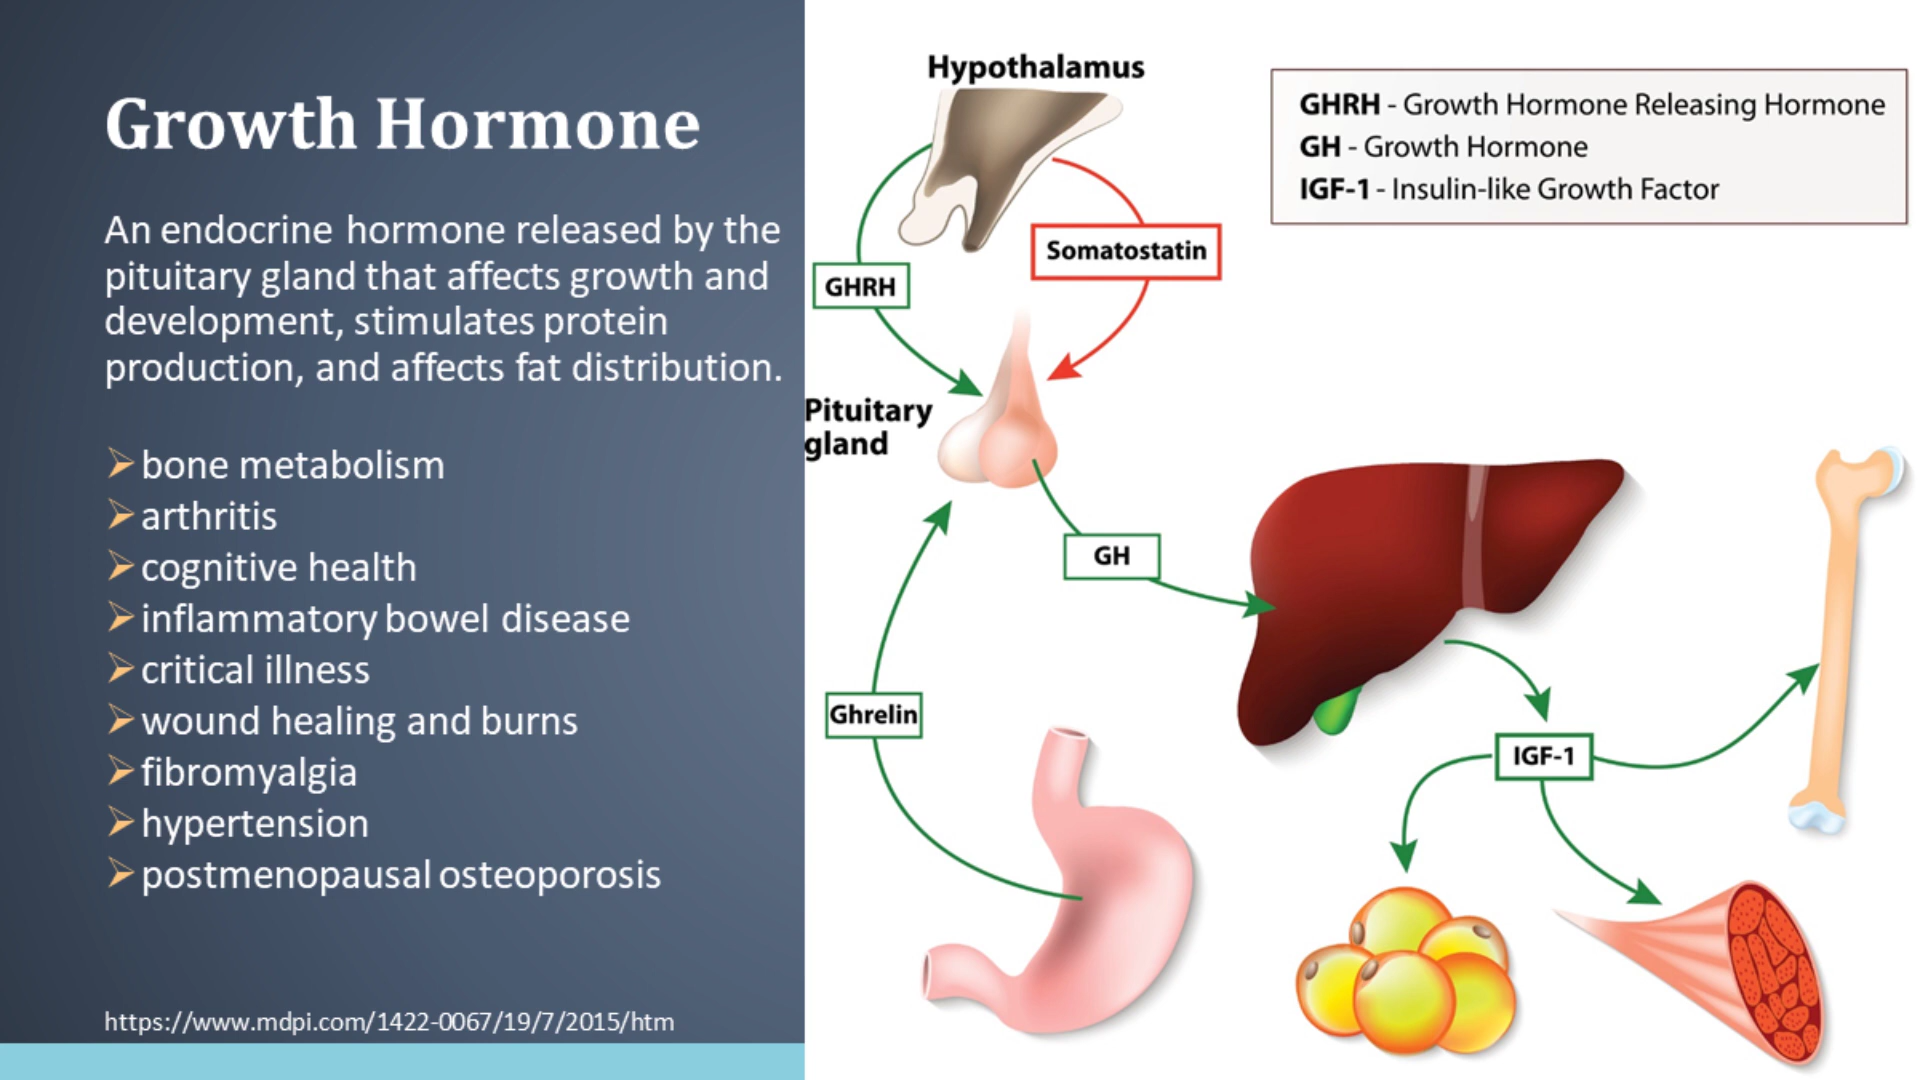 Growth Hormone
An endocrine hormone released by the
pituitary gland that affects growth and
development, stimulates protein
production, and affects fat distribution.
bone metabolism
arthritis
cognitive health
inflammatory bowel disease
critical illness
wound healing and burns
fibromyalgia
hypertension
postmenopausal osteoporosis
https://www.mdpi.com/1422-0067/19/7/2015/htm
Hypothalamus
GHRH - Growth Hormone Releasing Hormone
GH - Growth Hormone
IGF-1 - Insulin-like Growth Factor
Somatostatin
GHRH
Pituitary
gland
GH
Ghrelin
IGF-1